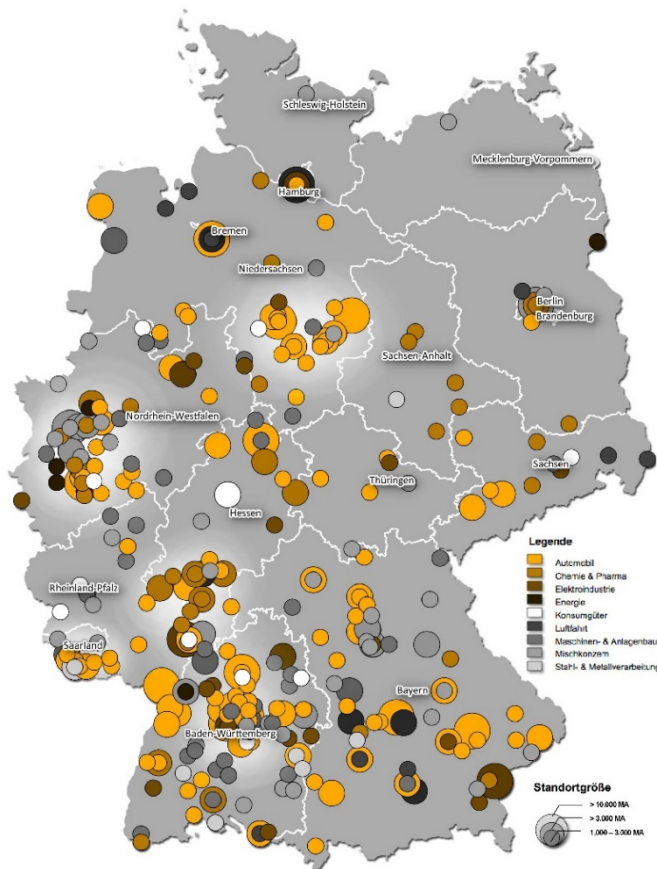 Schleswig-Holstein
Mecklenburg-Vorpommern
Hamburg
Bremen
Niedersachsen
Berlin
Brandenburg
Sachsen-Anhalt
Nordrhein-Westfalen
Sachsen
Thüringen
Hessen
Rheinland-Pfalz
Saarland
Bayern
Baden-Württemberg
Legende
Automobil
Chemie & Pharma
Elektroindustrie
Energie
Konsumgüter
Luftfahrt
Maschinen- & Anlagenbau
Mischkonzern
Stahl- & Metallverarbeitung
Standortgröße
> 10.000 MA
> 3.000 MA
1.000 – 3.000 MA